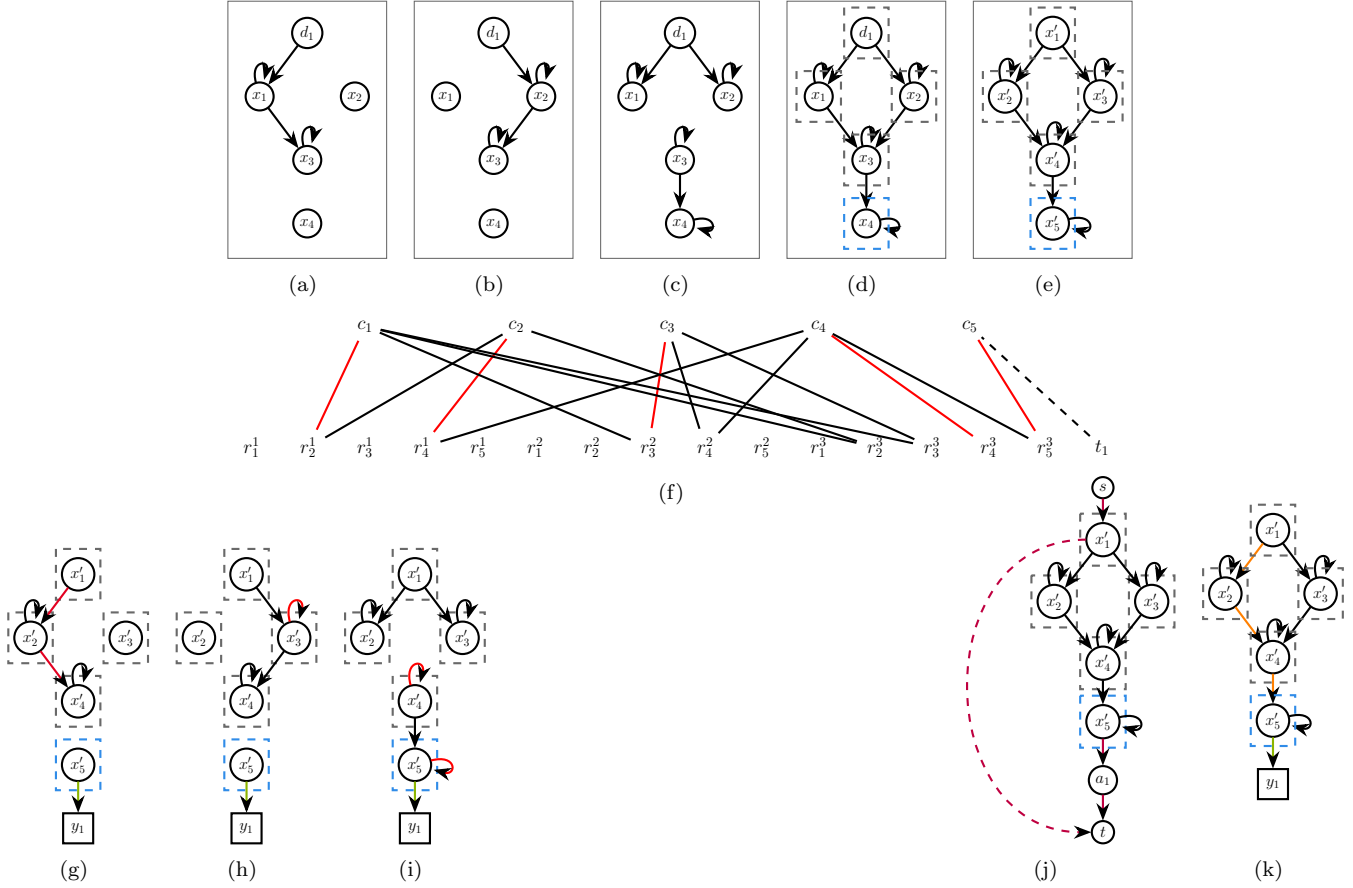 d₁ d₁ d₁ d₁ x′₁
x₁ x₂ x₁ x₂ x₁ x₂ x₁ x₂ x′₂ x′₃
x₃ x₃ x₃ x₃ x′₄
x₄ x₄ x₄ x₄ x′₅
(a) (b) (c) (d) (e)
c₁ c₂ c₃ c₄ c₅
r¹₁ r¹₂ r¹₃ r¹₄ r¹₅ r²₁ r²₂ r²₃ r²₄ r²₅ r³₁ r³₂ r³₃ r³₄ r³₅ t₁
(f)
s
x′₁ x′₁
x′₁ x′₁ x′₁
x′₂ x′₃ x′₂ x′₃
x′₂ x′₃ x′₂ x′₃ x′₂ x′₃
x′₄ x′₄
x′₄ x′₄ x′₄
x′₅ x′₅
x′₅ x′₅ x′₅
a₁ y₁
y₁ y₁ y₁ t
(g) (h) (i) (j) (k)